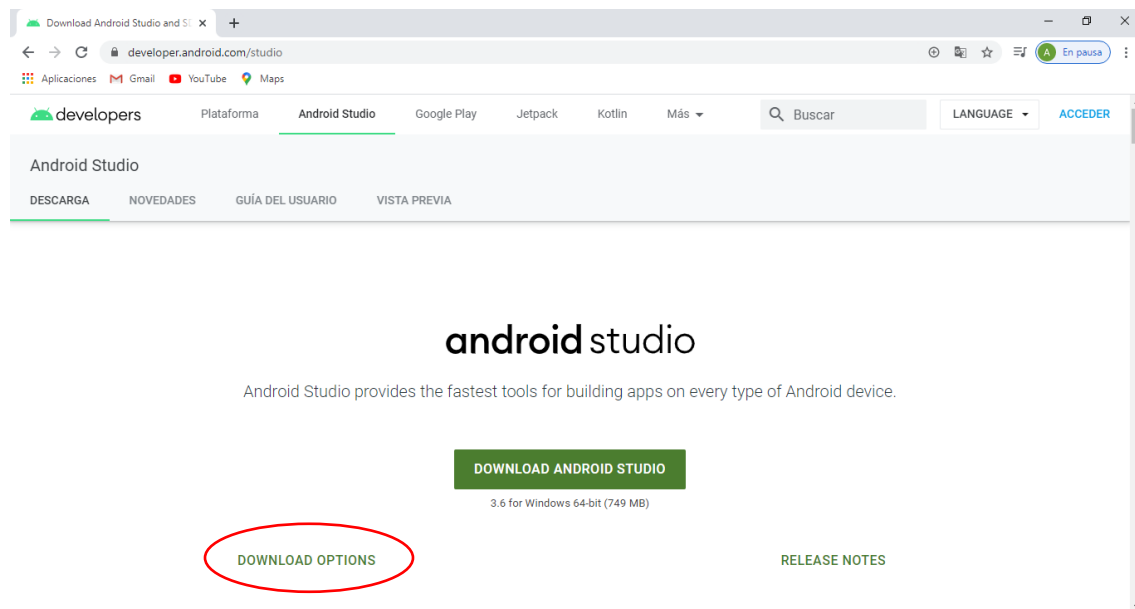 Download Android Studio and S
developer.android.com/studio
A En pausa
Aplicaciones Gmail YouTube Maps
developers Plataforma Android Studio Google Play Jetpack Kotlin Más Buscar LANGUAGE ACCEDER
Android Studio
DESCARGA NOVEDADES GUÍA DEL USUARIO VISTA PREVIA
android studio
Android Studio provides the fastest tools for building apps on every type of Android device.
DOWNLOAD ANDROID STUDIO
3.6 for Windows 64-bit (749 MB)
DOWNLOAD OPTIONS RELEASE NOTES